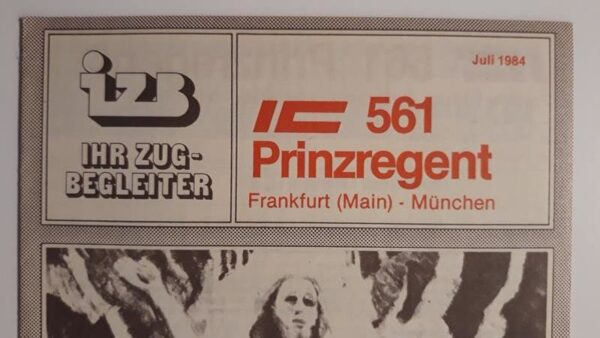 izB
IHR ZUG-
BEGLEITER
Juli 1984
IC 561
Prinzregent
Frankfurt (Main) - München